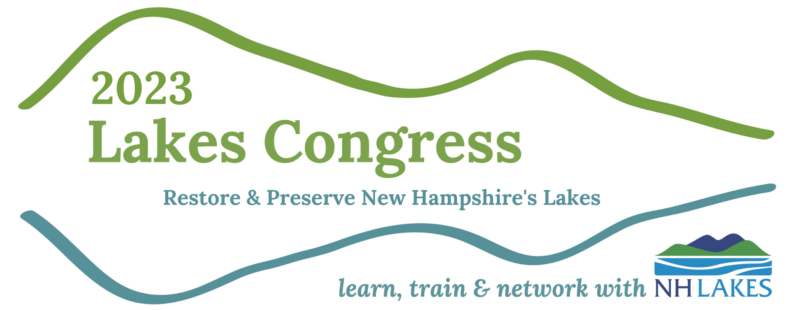 2023
Lakes Congress
Restore & Preserve New Hampshire's Lakes
learn, train & network with NH LAKES